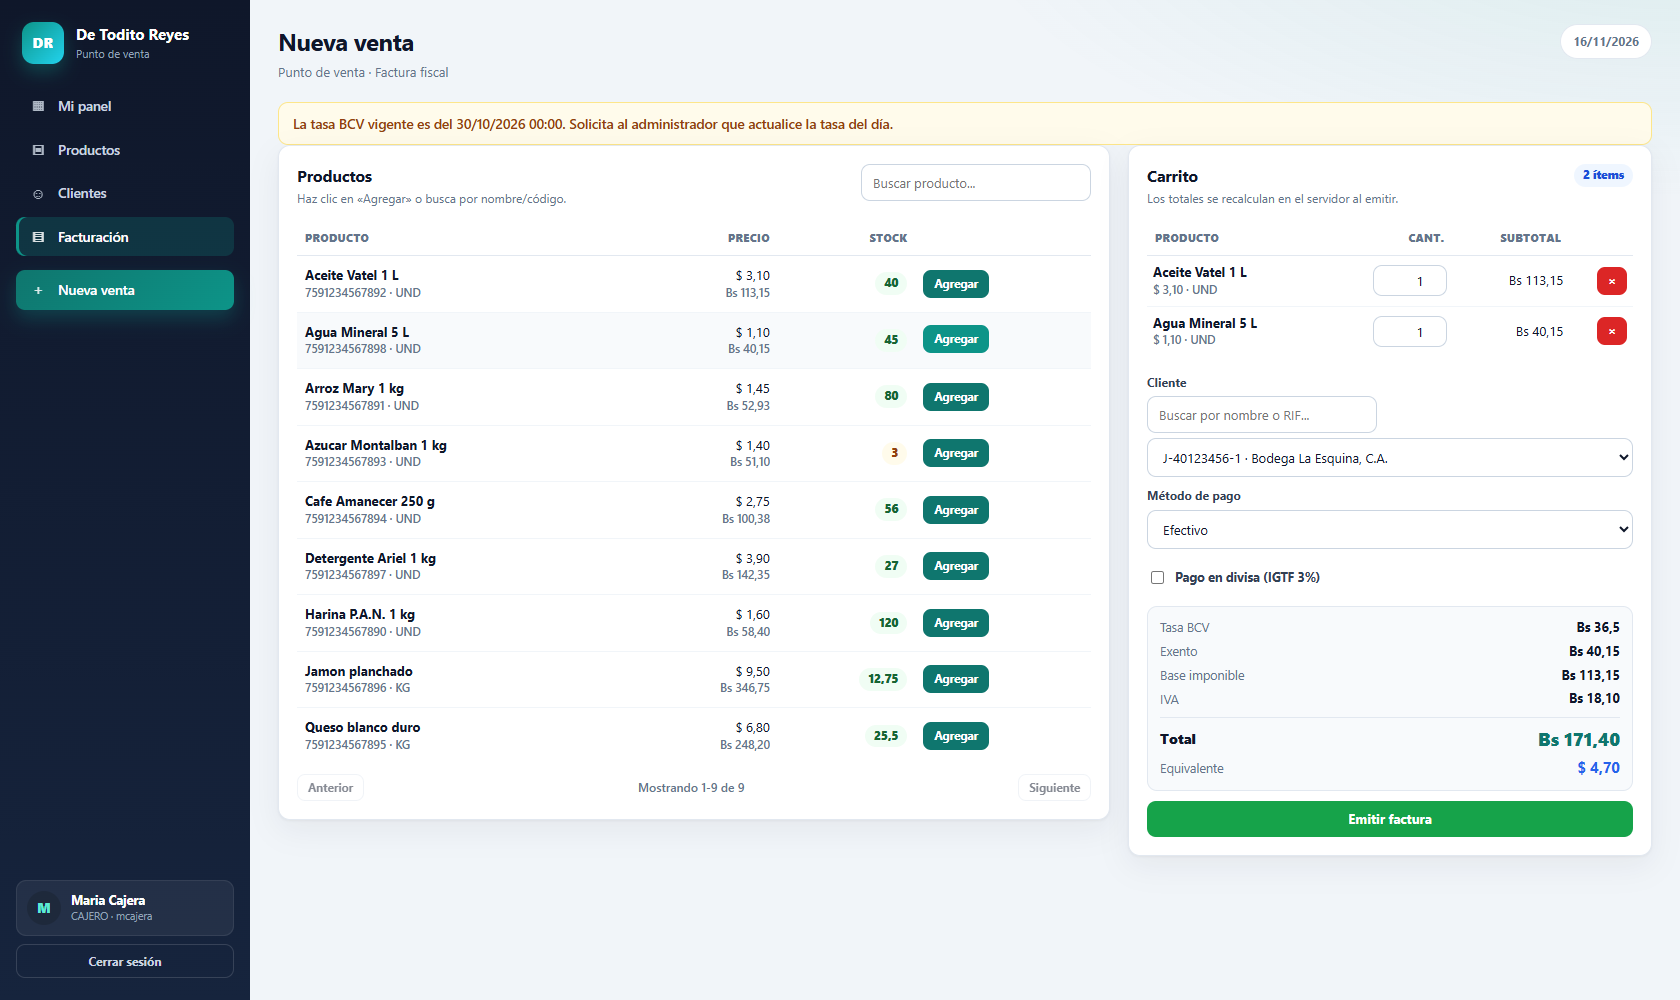 DR
De Todito Reyes
Punto de venta
Mi panel
Productos
Clientes
Facturación
+ Nueva venta
Maria Cajera
M
CAJERO · mcajera
Cerrar sesión
Nueva venta
Punto de venta · Factura fiscal
16/11/2026
La tasa BCV vigente es del 30/10/2026 00:00. Solicita al administrador que actualice la tasa del día.
Productos
Haz clic en «Agregar» o busca por nombre/código.
Buscar producto...
PRODUCTO PRECIO STOCK
Aceite Vatel 1 L $ 3,10
7591234567892 · UND Bs 113,15 40 Agregar
Agua Mineral 5 L $ 1,10
7591234567898 · UND Bs 40,15 45 Agregar
Arroz Mary 1 kg $ 1,45
7591234567891 · UND Bs 52,93 80 Agregar
Azucar Montalban 1 kg $ 1,40
7591234567893 · UND Bs 51,10 3 Agregar
Cafe Amanecer 250 g $ 2,75
7591234567894 · UND Bs 100,38 56 Agregar
Detergente Ariel 1 kg $ 3,90
7591234567897 · UND Bs 142,35 27 Agregar
Harina P.A.N. 1 kg $ 1,60
7591234567890 · UND Bs 58,40 120 Agregar
Jamon planchado $ 9,50
7591234567896 · KG Bs 346,75 12,75 Agregar
Queso blanco duro $ 6,80
7591234567895 · KG Bs 248,20 25,5 Agregar
Anterior Mostrando 1-9 de 9 Siguiente
Carrito
2 ítems
Los totales se recalculan en el servidor al emitir.
PRODUCTO CANT. SUBTOTAL
Aceite Vatel 1 L
$ 3,10 · UND 1 Bs 113,15 ×
Agua Mineral 5 L
$ 1,10 · UND 1 Bs 40,15 ×
Cliente
Buscar por nombre o RIF...
J-40123456-1 · Bodega La Esquina, C.A.
Método de pago
Efectivo
Pago en divisa (IGTF 3%)
Tasa BCV Bs 36,5
Exento Bs 40,15
Base imponible Bs 113,15
IVA Bs 18,10
Total Bs 171,40
Equivalente $ 4,70
Emitir factura